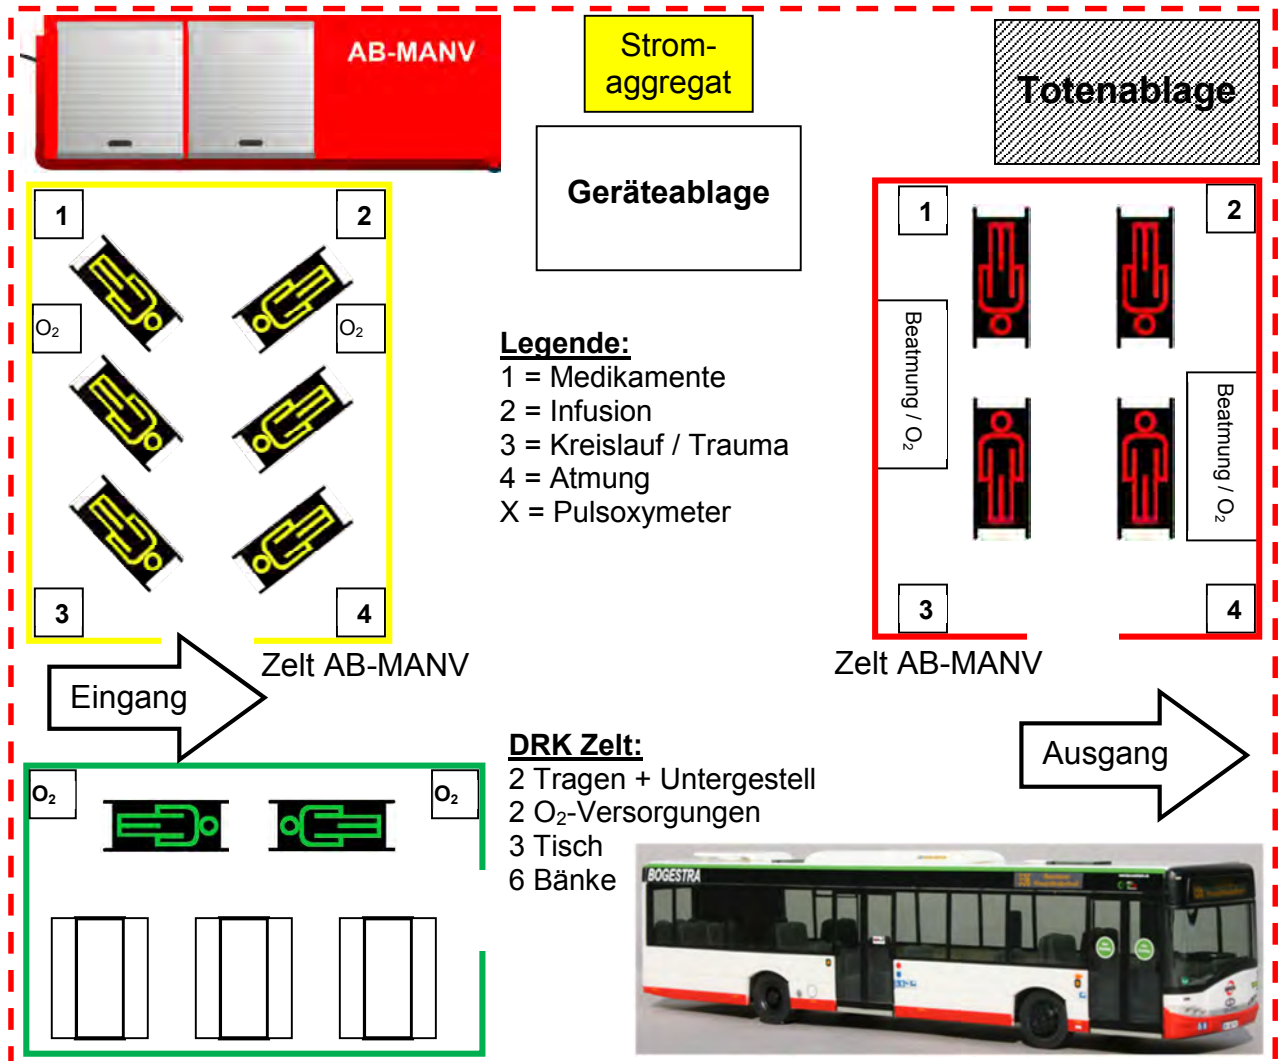 AB-MANV
Strom-
aggregat
Totenablage
Geräteablage
1
2
O₂
O₂
3
4
Zelt AB-MANV
Legende:
1 = Medikamente
2 = Infusion
3 = Kreislauf / Trauma
4 = Atmung
X = Pulsoxymeter
1
2
Beatmung / O₂
Beatmung / O₂
3
4
Zelt AB-MANV
Eingang
Ausgang
O₂
O₂
DRK Zelt:
2 Tragen + Untergestell
2 O₂-Versorgungen
3 Tisch
6 Bänke
BOGESTRA